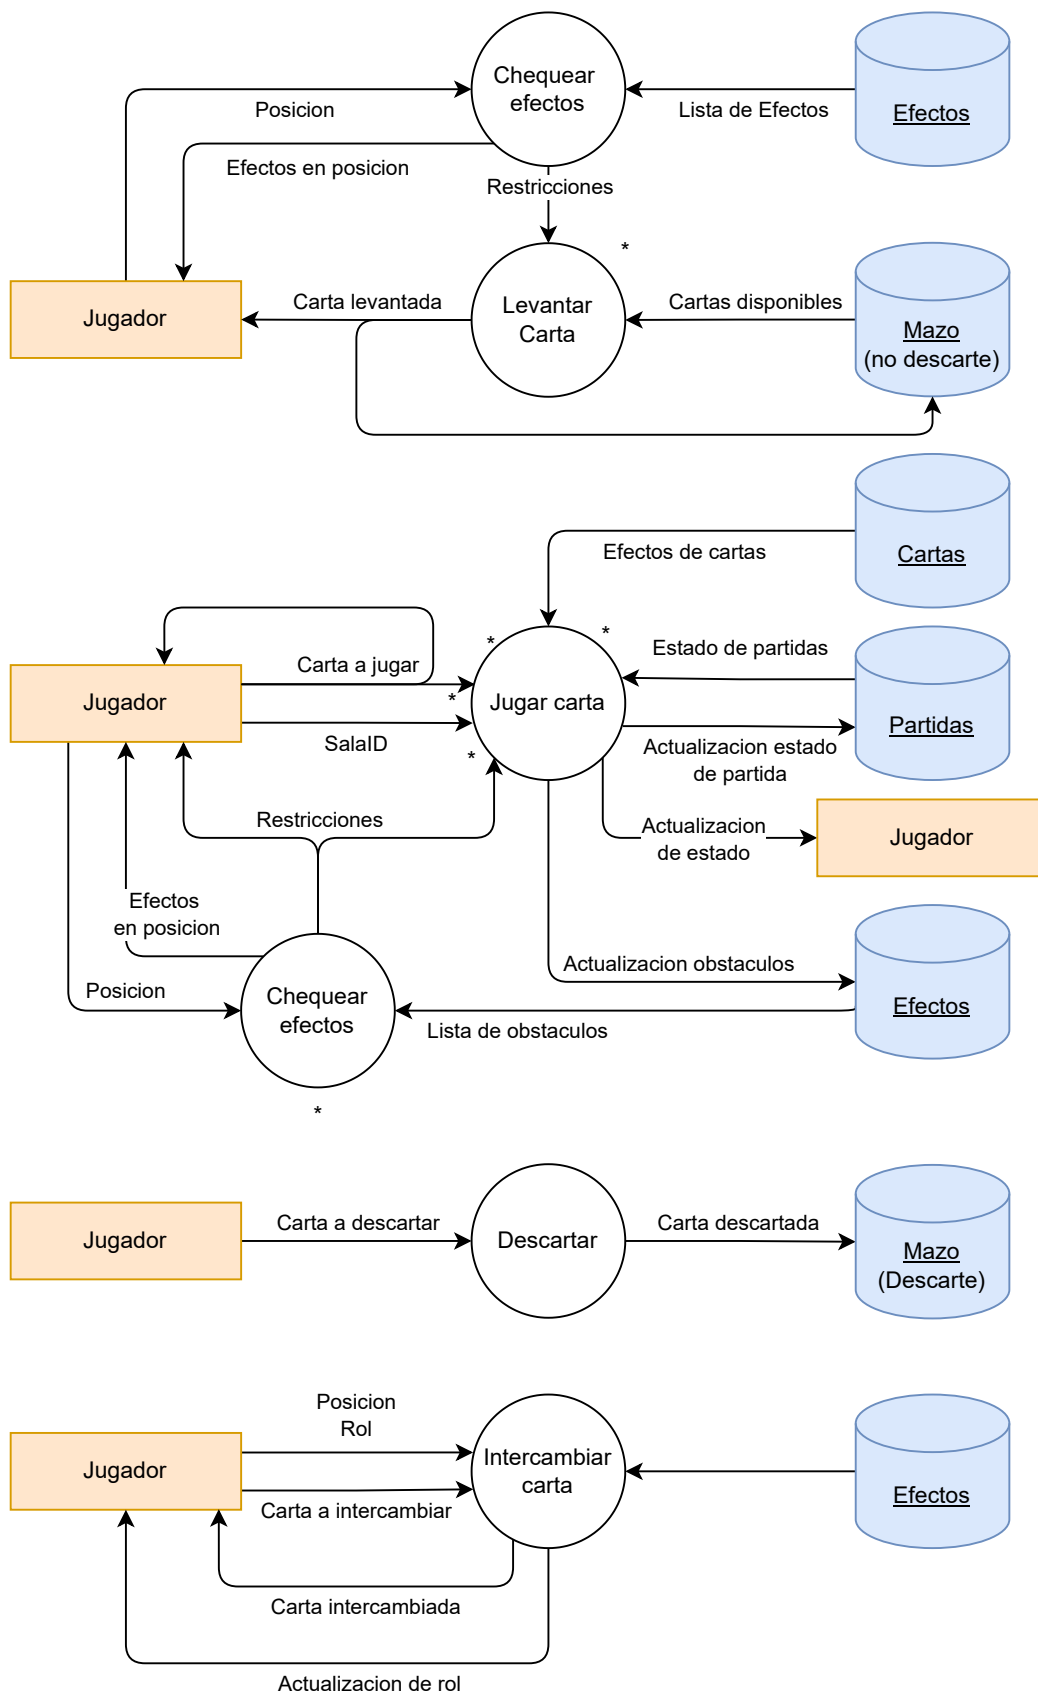 Chequear
efectos
Efectos
Posicion
Lista de Efectos
Efectos en posicion
Restricciones
*
Jugador
Carta levantada
Levantar
Carta
Cartas disponibles
Mazo
(no descarte)
Efectos de cartas
Cartas
*
*
Carta a jugar
Estado de partidas
Jugador
*
Jugar carta
Partidas
SalaID
*
Actualizacion estado
de partida
Restricciones
Actualizacion
de estado
Jugador
Efectos
en posicion
Actualizacion obstaculos
Posicion
Chequear
efectos
Lista de obstaculos
Efectos
*
Jugador
Carta a descartar
Descartar
Carta descartada
Mazo
(Descarte)
Posicion
Rol
Jugador
Intercambiar
carta
Efectos
Carta a intercambiar
Carta intercambiada
Actualizacion de rol